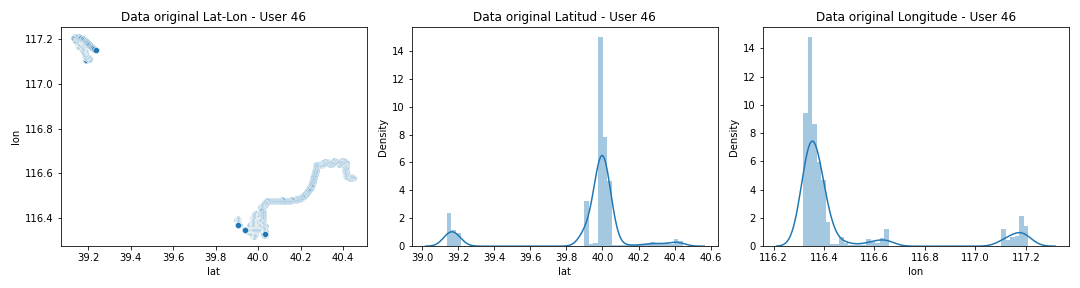 Data original Lat-Lon - User 46
117.2
117.0
116.8
116.6
116.4
lon
39.2 39.4 39.6 39.8 40.0 40.2 40.4
lat
Data original Latitud - User 46
14
12
10
8
6
4
2
0
Density
39.0 39.2 39.4 39.6 39.8 40.0 40.2 40.4 40.6
lat
Data original Longitude - User 46
14
12
10
8
6
4
2
0
Density
116.2 116.4 116.6 116.8 117.0 117.2
lon